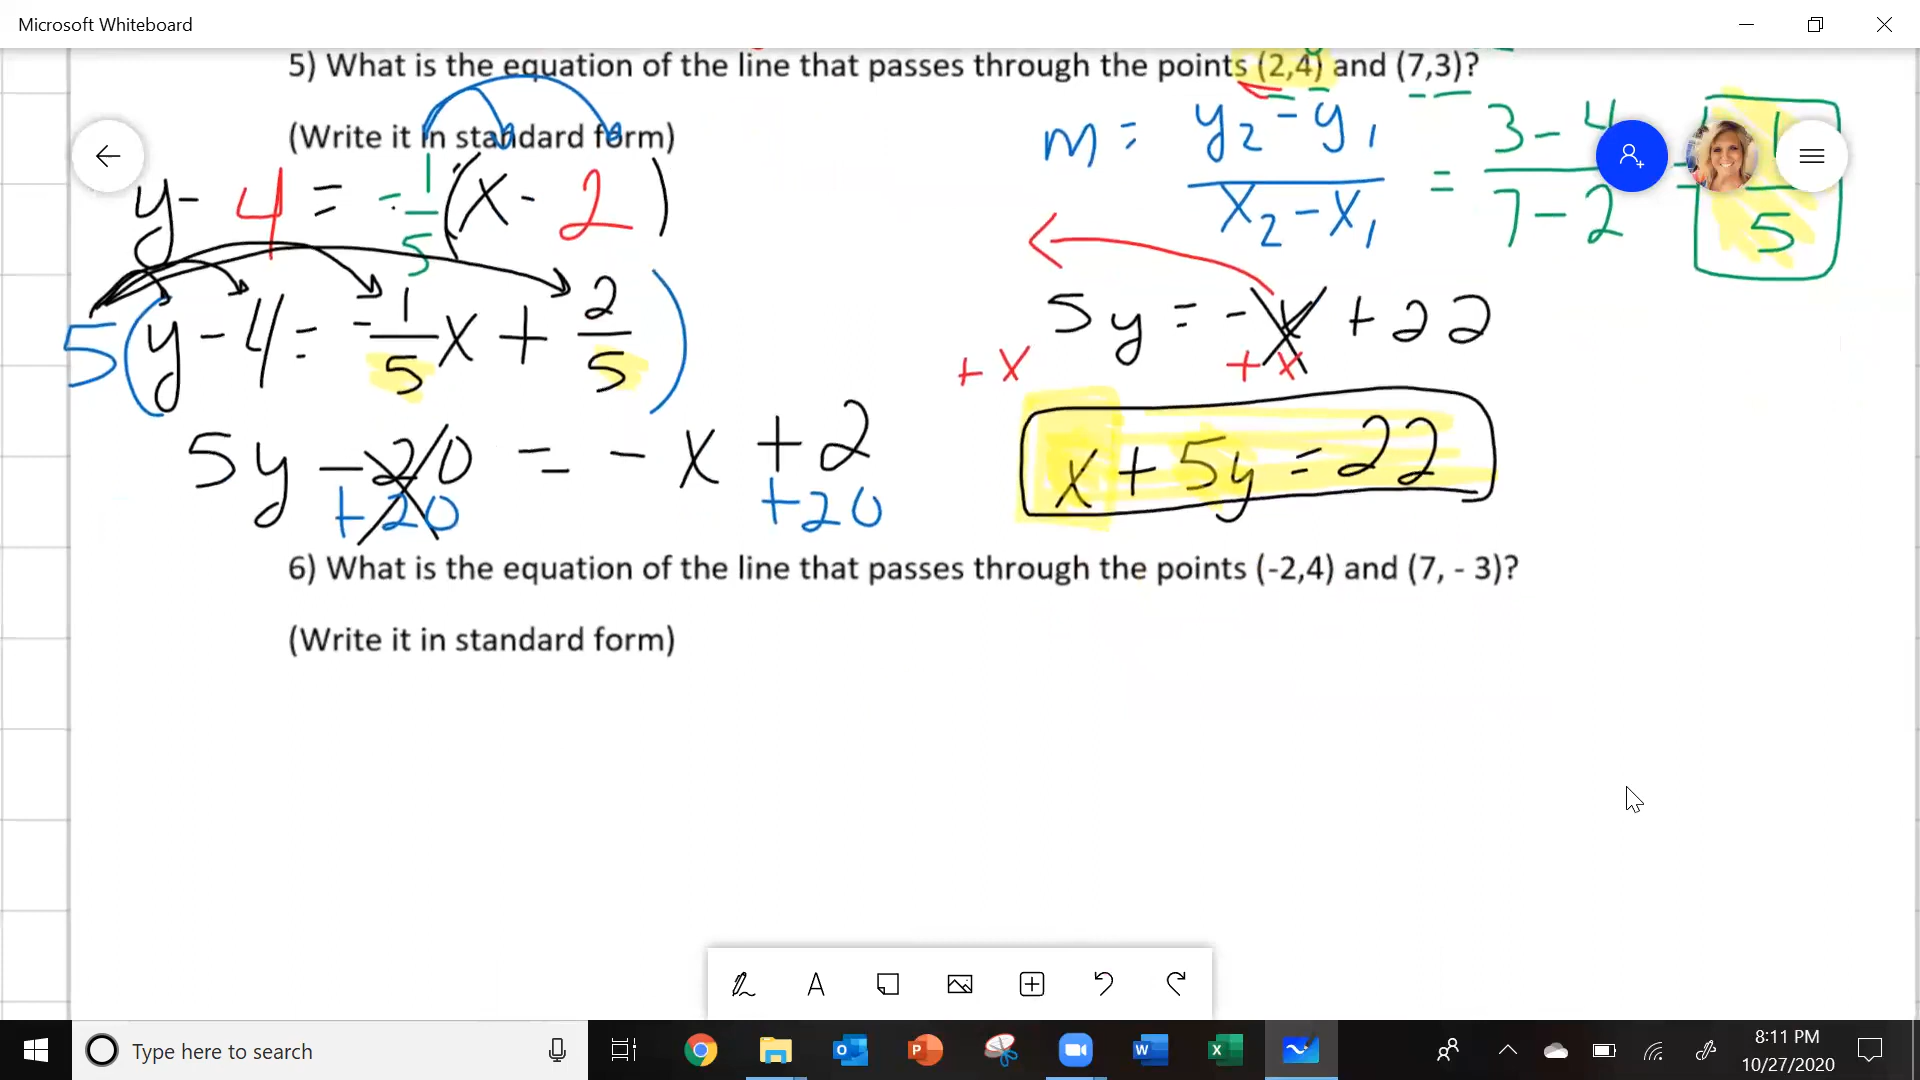 Microsoft Whiteboard
5) What is the equation of the line that passes through the points (2,4) and (7,3)?
(Write it in standard form)
m = y₂ - y₁ / x₂ - x₁ = 3 - 4 / 7 - 2 = - 1 / 5
y - 4 = - 1/5 (x - 2)
5(y - 4 = - 1/5 x + 2/5)
5y - 20 = - x + 2
+20 +20
5y = - x + 22
+ x + x
x + 5y = 22
6) What is the equation of the line that passes through the points (-2,4) and (7, - 3)?
(Write it in standard form)
Type here to search
8:11 PM
10/27/2020